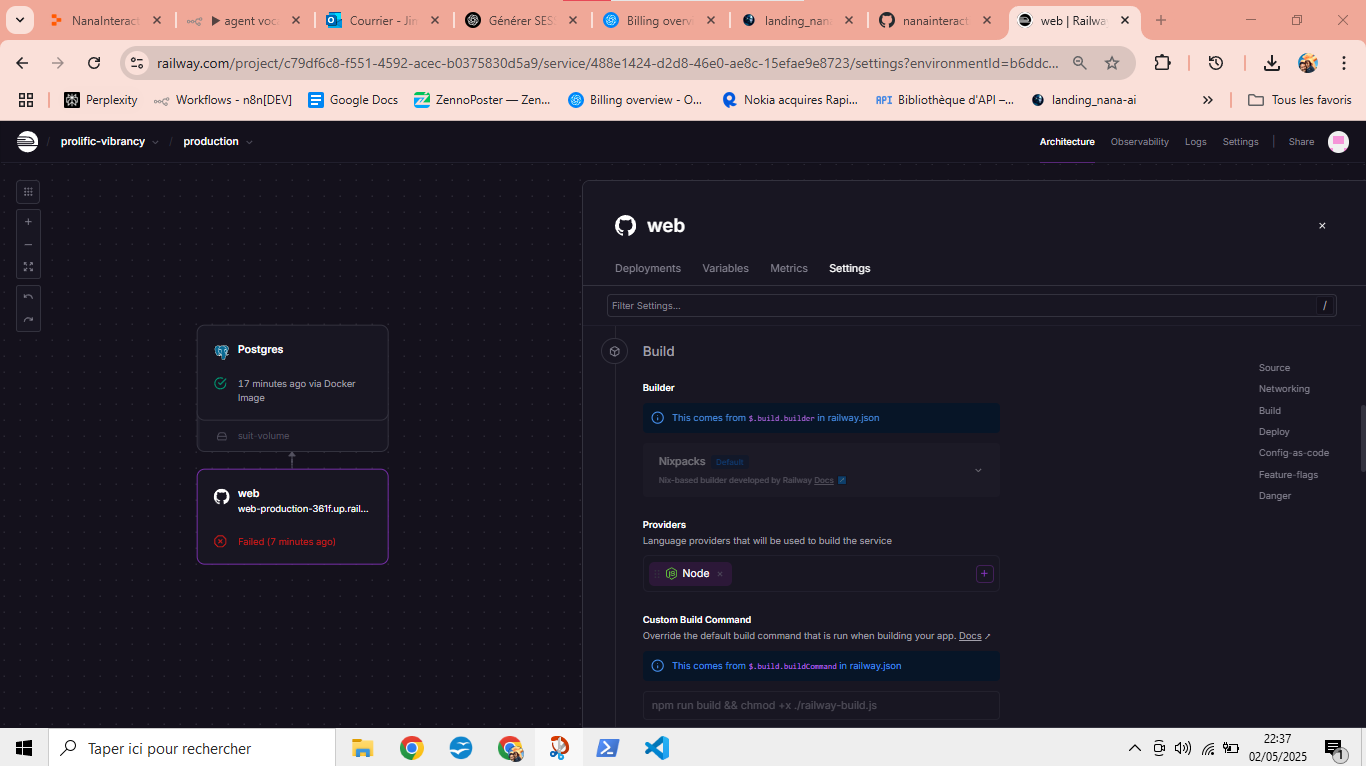 NanaInterac
agent voca
Courrier - Jin
Générer SES
Billing overv
landing_nana
nanainteract
web | Railway
railway.com/project/c79df6c8-f551-4592-acec-b0375830d5a9/service/488e1424-d2d8-46e0-ae8c-15efae9e8723/settings?environmentId=b6ddc...
Perplexity
Workflows - n8n[DEV]
Google Docs
ZennoPoster — Zen...
Billing overview - O...
Nokia acquires Rapi...
API Bibliothèque d'API –...
landing_nana-ai
»
Tous les favoris
/ prolific-vibrancy / production
Architecture
Observability
Logs
Settings
Share
web
Deployments
Variables
Metrics
Settings
Filter Settings...
/
Postgres
17 minutes ago via Docker
Image
suit-volume
web
web-production-361f.up.rail...
Failed (7 minutes ago)
Build
Builder
This comes from $.build.builder in railway.json
Nixpacks Default
Nix-based builder developed by Railway Docs
Providers
Language providers that will be used to build the service
Node
Custom Build Command
Override the default build command that is run when building your app. Docs
This comes from $.build.buildCommand in railway.json
npm run build && chmod +x ./railway-build.js
Source
Networking
Build
Deploy
Config-as-code
Feature-flags
Danger
Taper ici pour rechercher
22:37
02/05/2025
1